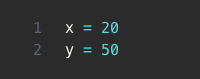 1 x = 20
2 y = 50